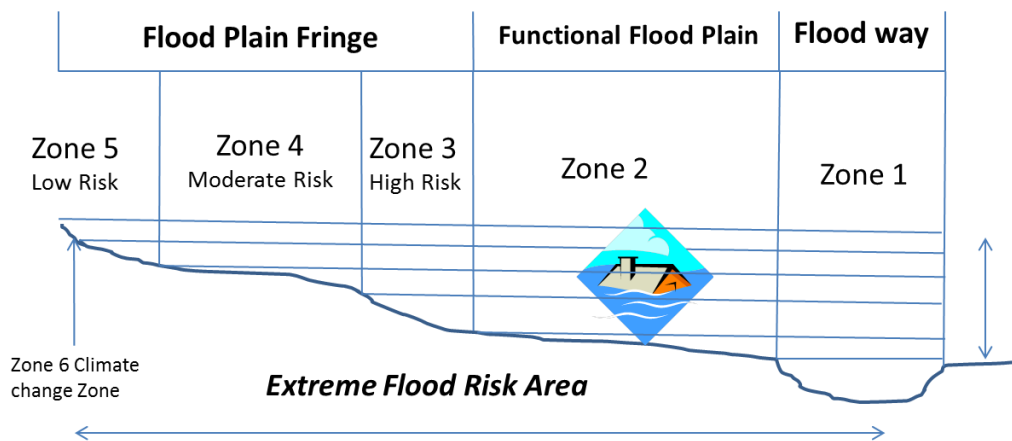 Flood Plain Fringe
Functional Flood Plain
Flood way
Zone 5
Low Risk
Zone 4
Moderate Risk
Zone 3
High Risk
Zone 2
Zone 1
Zone 6 Climate
change Zone
Extreme Flood Risk Area